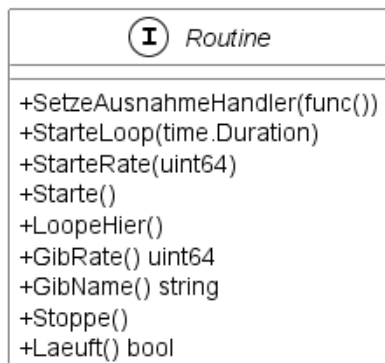 I Routine
+SetzeAusnahmeHandler(func())
+StarteLoop(time.Duration)
+StarteRate(uint64)
+Starte()
+LoopeHier()
+GibRate() uint64
+GibName() string
+Stoppe()
+Laeuft() bool